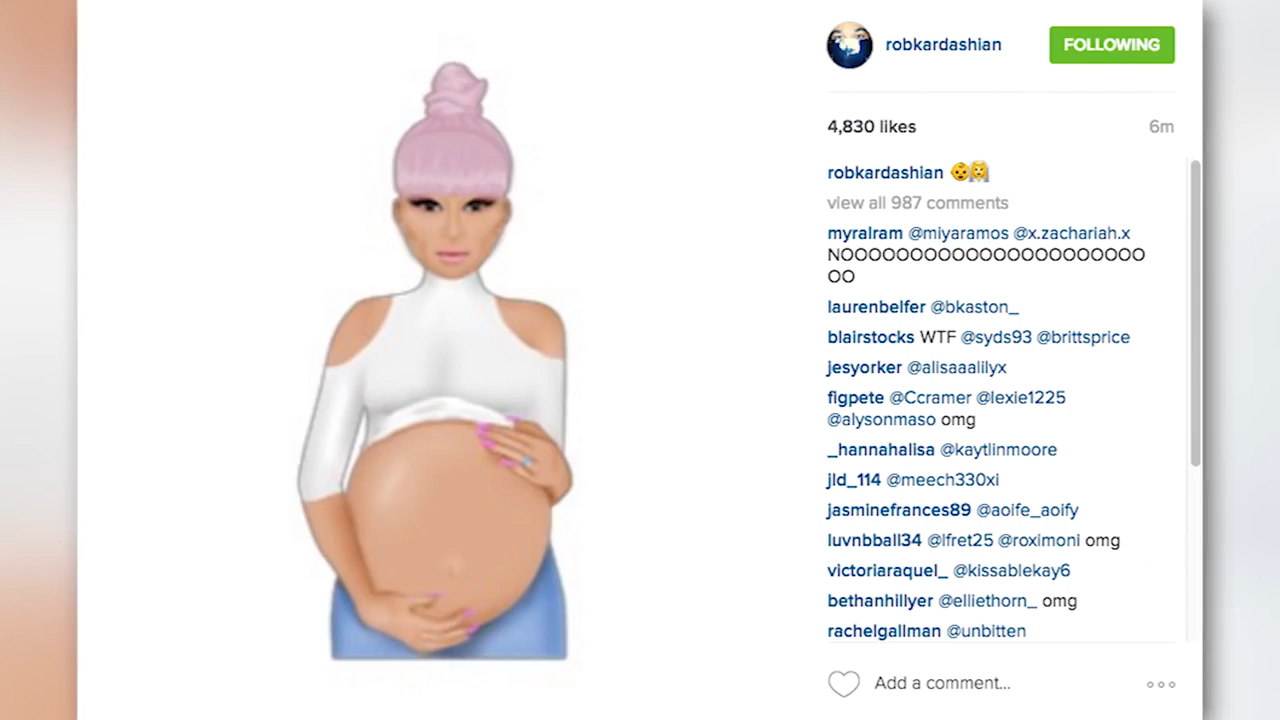 robkardashian
FOLLOWING
4,830 likes
6m
robkardashian 👶👰
view all 987 comments
myralram @miyaramos @x.zachariah.x
NOOOOOOOOOOOOOOOOOOOOOO
OO
laurenbelfer @bkaston_
blairstocks WTF @syds93 @brittsprice
jesyorker @alisaaalilyx
figpete @Ccramer @lexie1225
@alysonmaso omg
_hannahalisa @kaytlinmoore
jld_114 @meech330xi
jasminefrances89 @aoife_aoify
luvnbball34 @lfret25 @roximoni omg
victoriaraquel_ @kissablekay6
bethanhillyer @elliethorn_ omg
rachelgallman @unbitten
Add a comment...